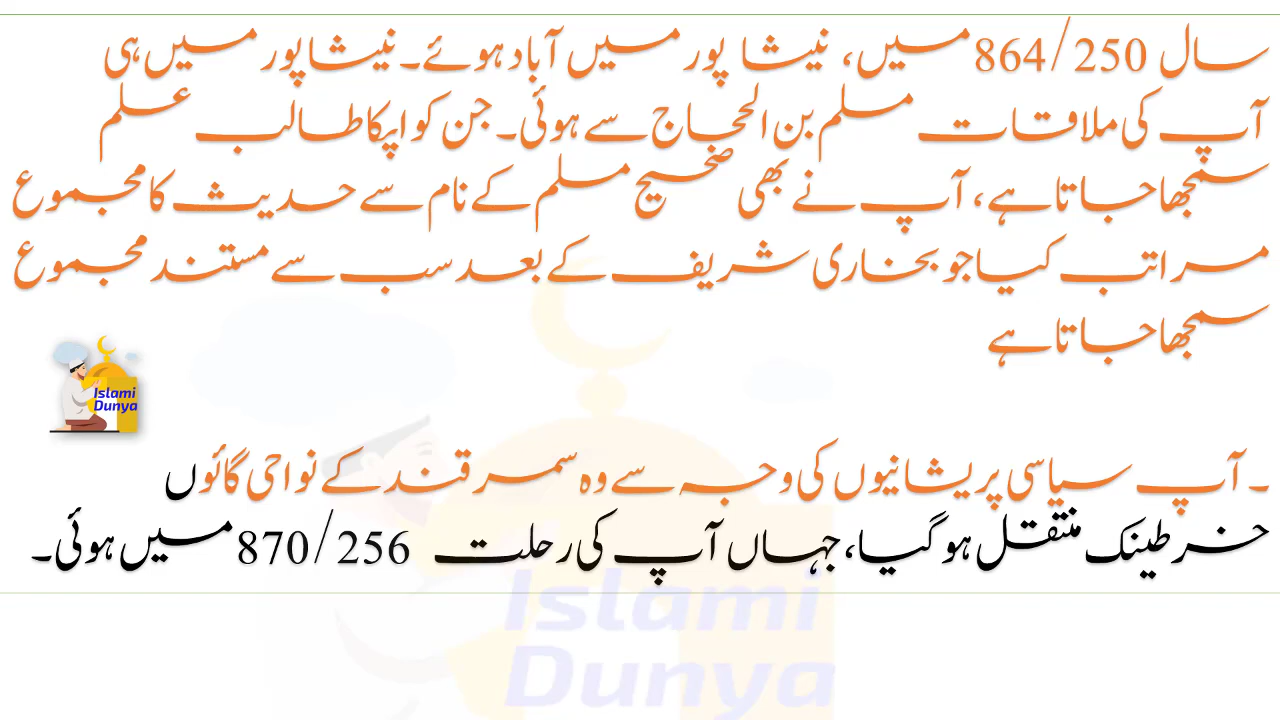 سال 864/250 میں، نیشا پور میں آباد ہوئے۔ نیشاپور میں ہی
آپ کی ملاقات مسلم بن الحجاج سے ہوئی۔ جن کو اپکا طالب علم
سمجھا جاتا ہے، آپ نے بھی صحیح مسلم کے نام سے حدیث کا مجموع
مراتب کیا جو بخاری شریف کے بعد سب سے مستند مجموع
سمجھا جاتا ہے
Islami
Dunya
۔ آپ سیاسی پریشانیوں کی وجہ سے وہ سمرقند کے نواحی گائوں
خرطینک منتقل ہو گیا، جہاں آپ کی رحلت 870/256 میں ہوئی۔
Islami
Dunya